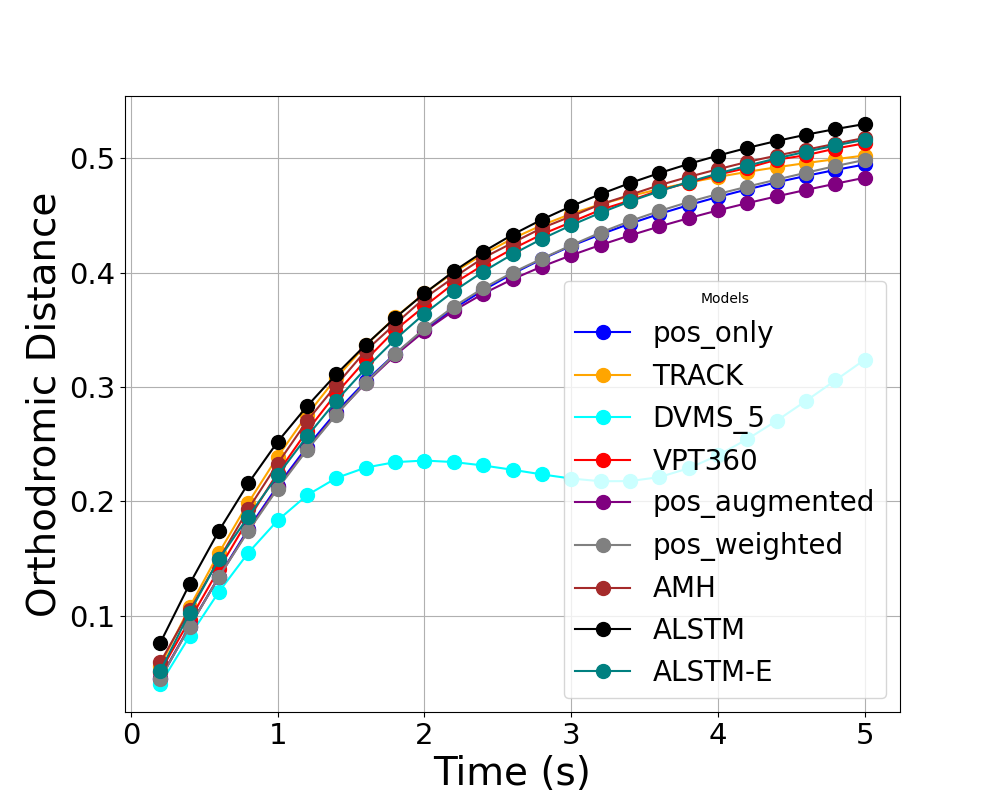 Orthodromic Distance
0.5
0.4
0.3
0.2
0.1
Models
pos_only
TRACK
DVMS_5
VPT360
pos_augmented
pos_weighted
AMH
ALSTM
ALSTM-E
0 1 2 3 4 5
Time (s)